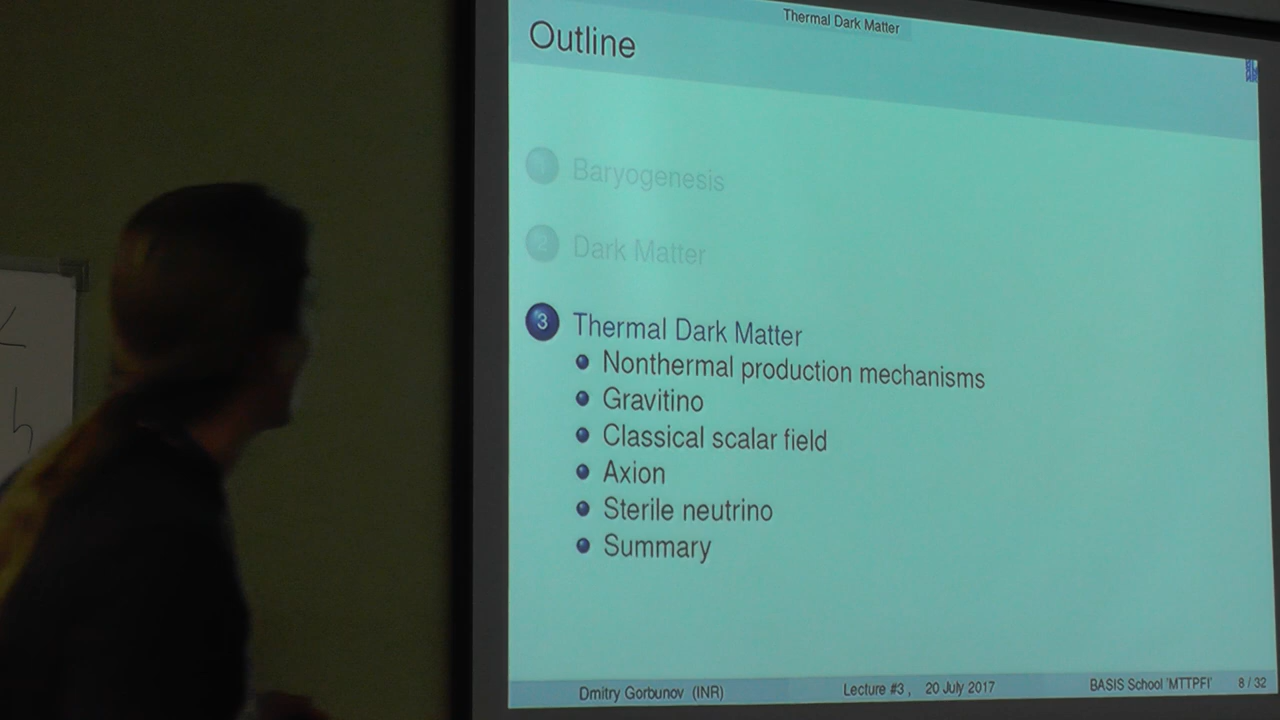 Thermal Dark Matter
Outline
1 Baryogenesis
2 Dark Matter
3 Thermal Dark Matter
Nonthermal production mechanisms
Gravitino
Classical scalar field
Axion
Sterile neutrino
Summary
Dmitry Gorbunov (INR) Lecture #3 , 20 July 2017 BASIS School 'MTTPFI' 8 / 32